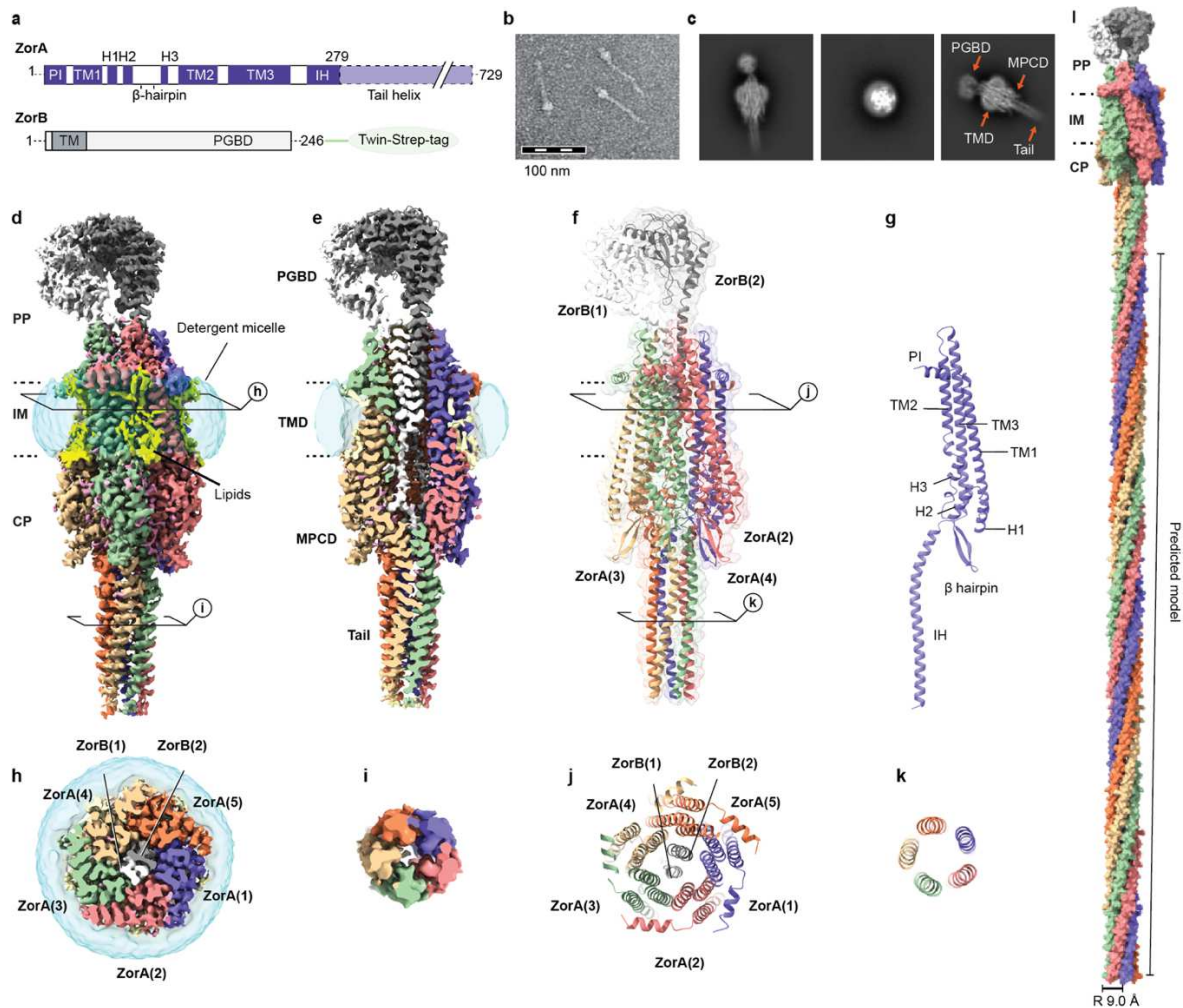 a
ZorA
H1 H2
H3
279
1
PI
TM1
TM2
TM3
IH
729
β-hairpin
Tail helix
ZorB
1
TM
PGBD
246
Twin-Strep-tag
b
100 nm
c
PGBD
MPCD
TMD
Tail
l
PP
IM
CP
Predicted model
R 9.0 Å
d
PP
IM
CP
Detergent micelle
h
Lipids
i
e
PGBD
TMD
MPCD
Tail
f
ZorB(2)
ZorB(1)
j
ZorA(2)
ZorA(3)
ZorA(4)
k
g
PI
TM2
TM3
TM1
H3
H2
H1
β hairpin
IH
h
ZorB(1)
ZorB(2)
ZorA(4)
ZorA(5)
ZorA(3)
ZorA(1)
ZorA(2)
i
j
ZorB(1)
ZorB(2)
ZorA(4)
ZorA(5)
ZorA(3)
ZorA(1)
ZorA(2)
k